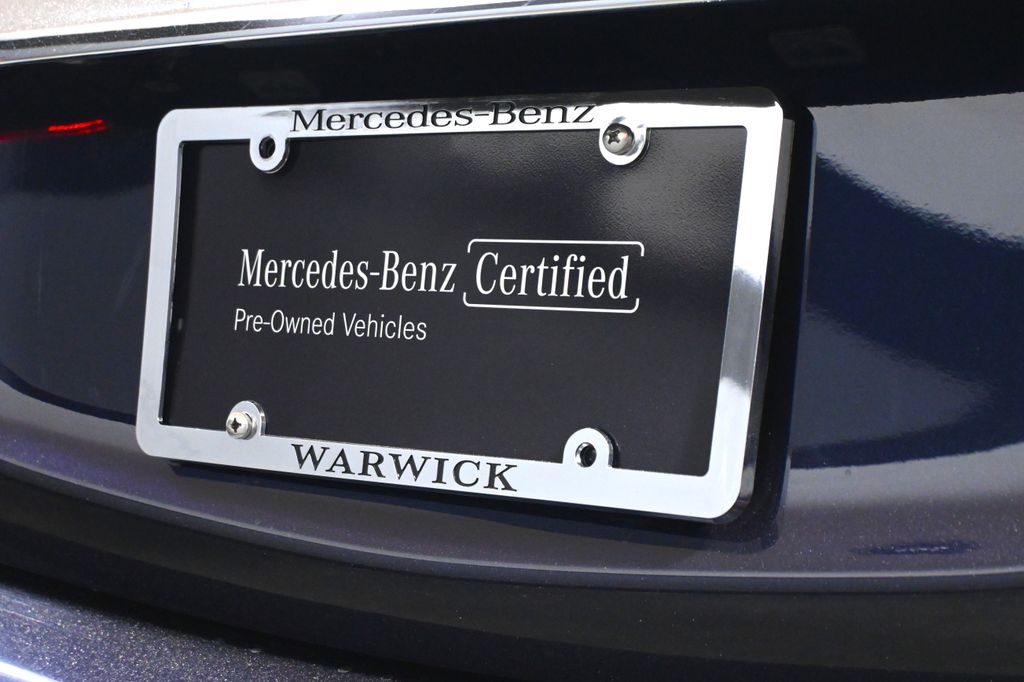 Mercedes-Benz
Mercedes-Benz Certified
Pre-Owned Vehicles
WARWICK